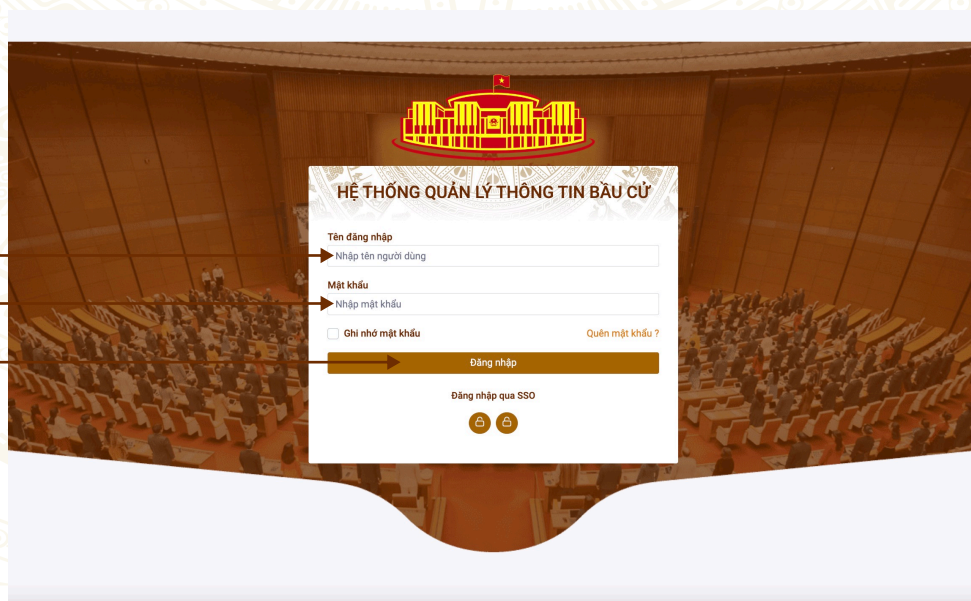 HỆ THỐNG QUẢN LÝ THÔNG TIN BẦU CỬ
Tên đăng nhập
Nhập tên người dùng
Mật khẩu
Nhập mật khẩu
Ghi nhớ mật khẩu
Quên mật khẩu ?
Đăng nhập
Đăng nhập qua SSO